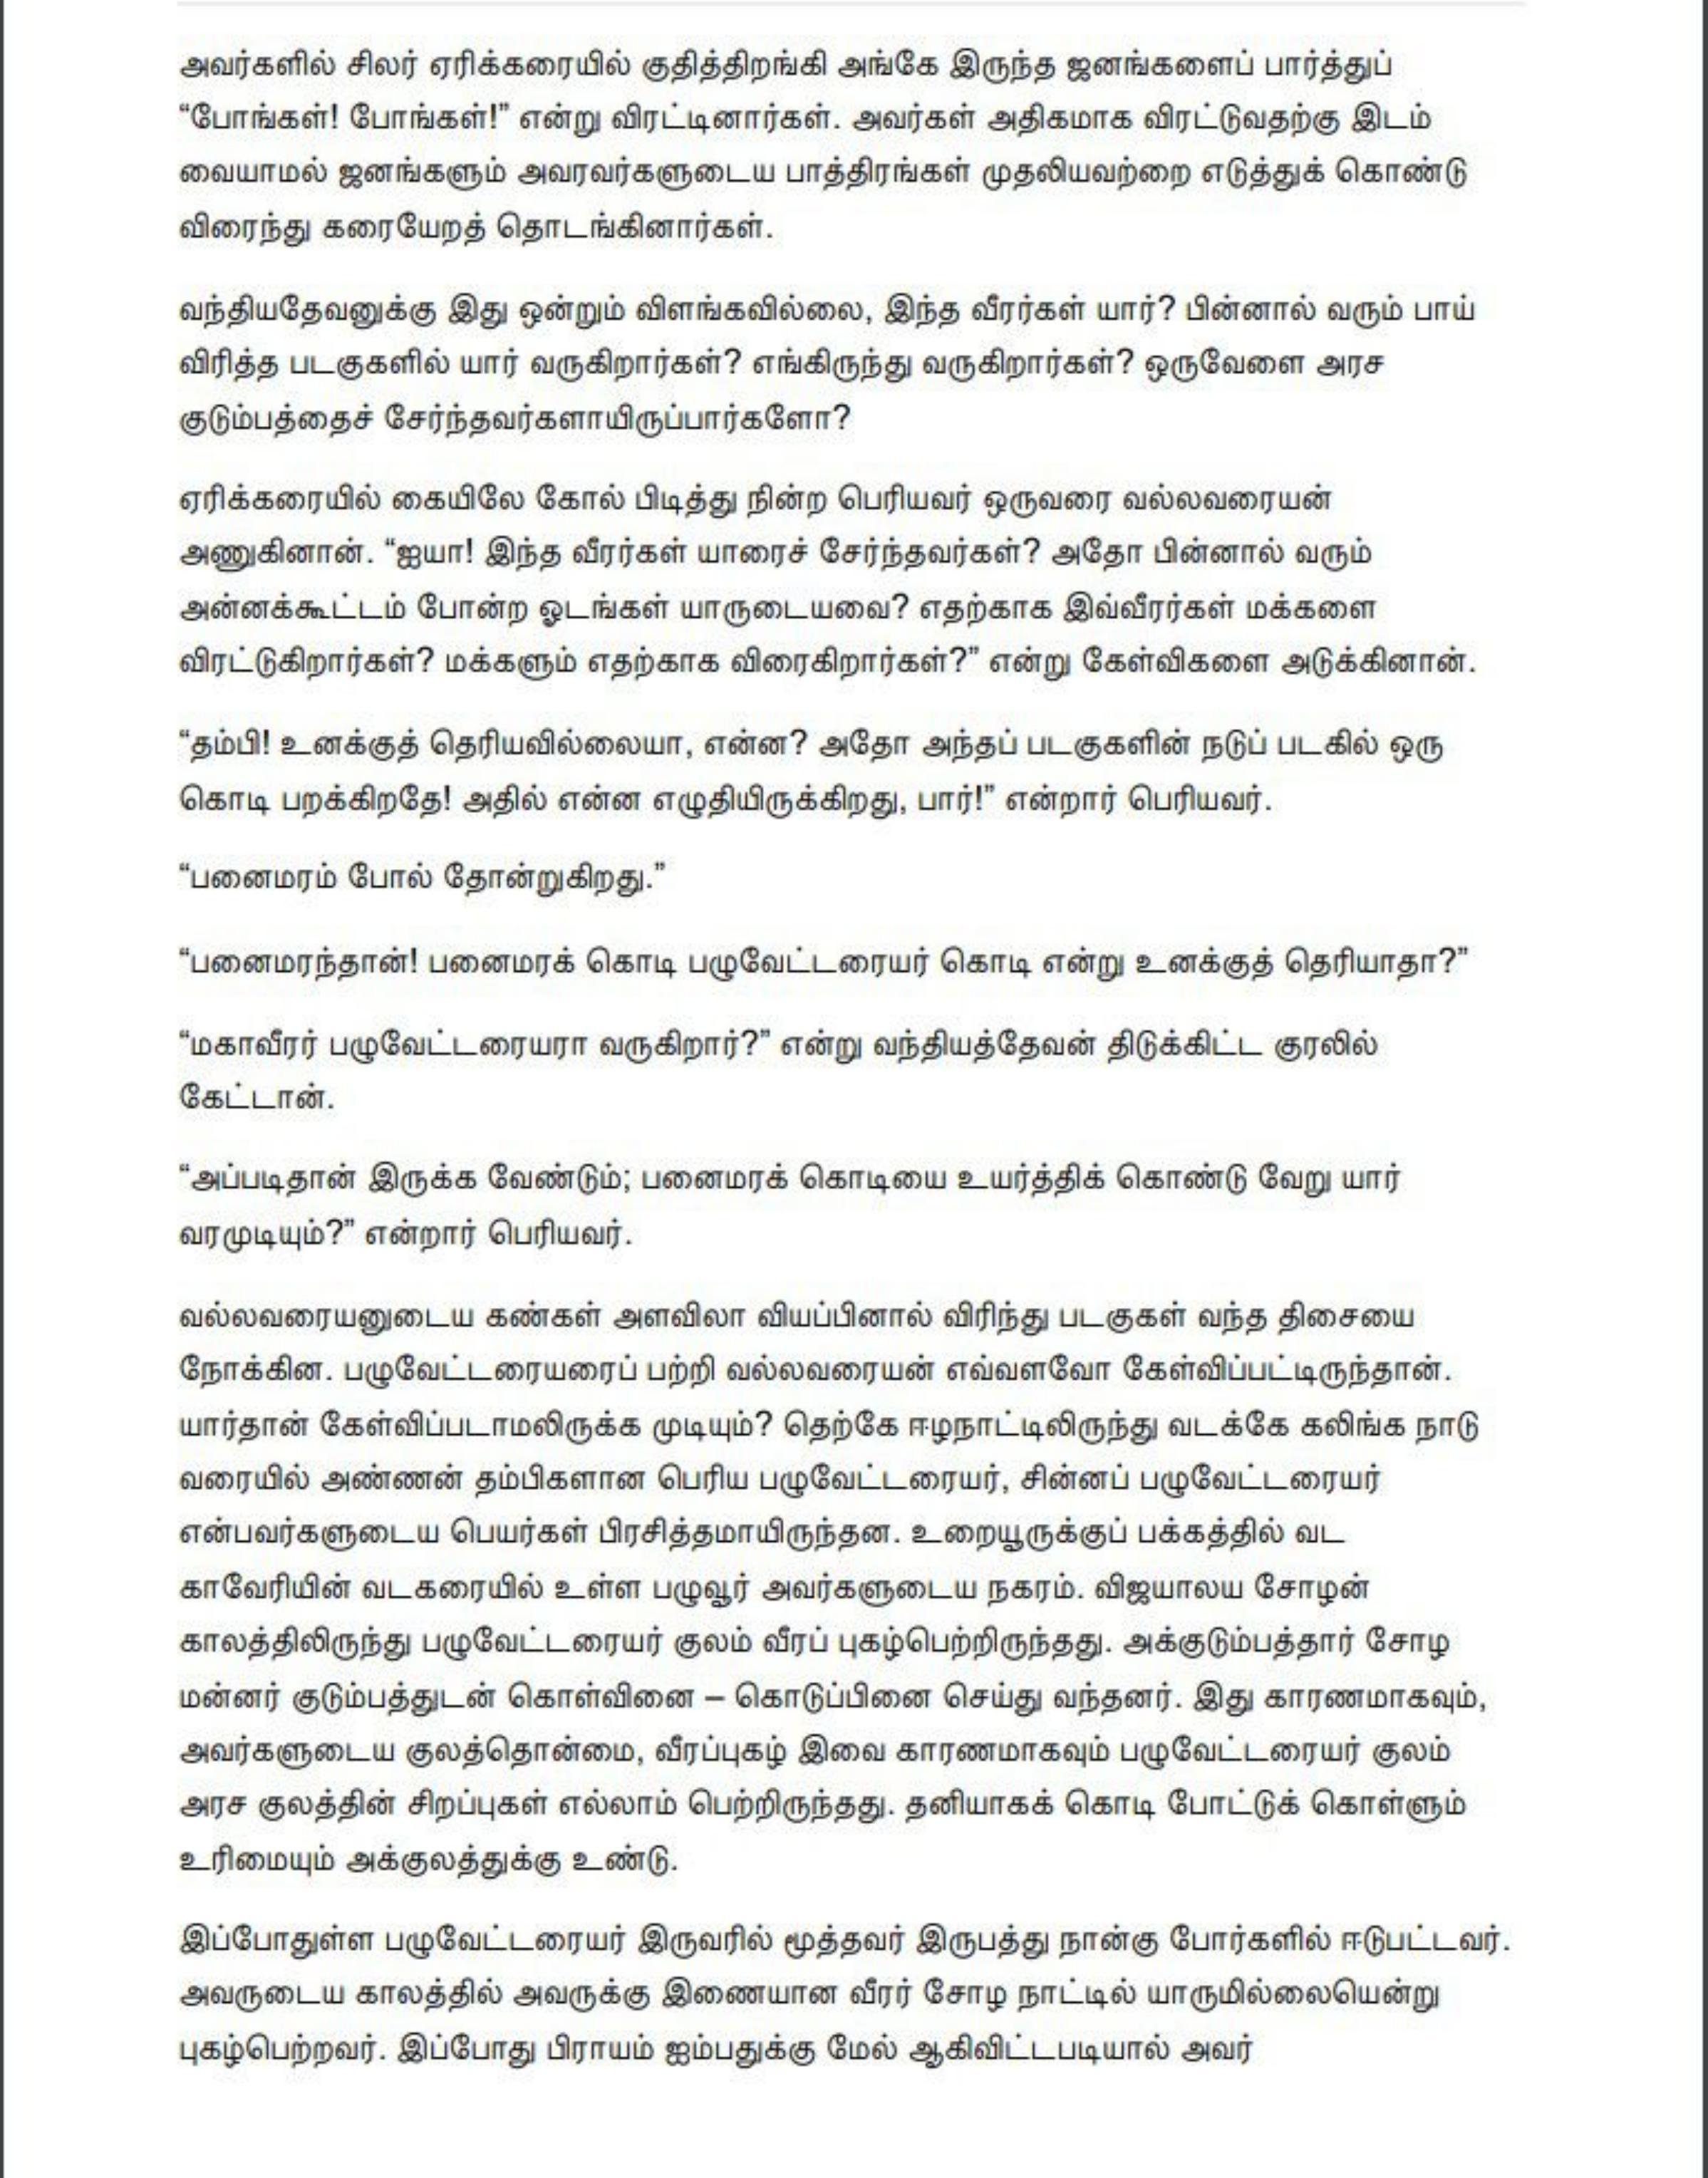 அவர்களில் சிலர் ஏரிக்கரையில் குதித்திறங்கி அங்கே இருந்த ஜனங்களைப் பார்த்துப்
“போங்கள்! போங்கள்!” என்று விரட்டினார்கள். அவர்கள் அதிகமாக விரட்டுவதற்கு இடம்
வையாமல் ஜனங்களும் அவரவர்களுடைய பாத்திரங்கள் முதலியவற்றை எடுத்துக் கொண்டு
விரைந்து கரையேறத் தொடங்கினார்கள்.
வந்தியதேவனுக்கு இது ஒன்றும் விளங்கவில்லை, இந்த வீரர்கள் யார்? பின்னால் வரும் பாய்
விரித்த படகுகளில் யார் வருகிறார்கள்? எங்கிருந்து வருகிறார்கள்? ஒருவேளை அரச
குடும்பத்தைச் சேர்ந்தவர்களாயிருப்பார்களோ?
ஏரிக்கரையில் கையிலே கோல் பிடித்து நின்ற பெரியவர் ஒருவரை வல்லவரையன்
அணுகினான். “ஐயா! இந்த வீரர்கள் யாரைச் சேர்ந்தவர்கள்? அதோ பின்னால் வரும்
அன்னக்கூட்டம் போன்ற ஓடங்கள் யாருடையவை? எதற்காக இவ்வீரர்கள் மக்களை
விரட்டுகிறார்கள்? மக்களும் எதற்காக விரைகிறார்கள்?” என்று கேள்விகளை அடுக்கினான்.
“தம்பி! உனக்குத் தெரியவில்லையா, என்ன? அதோ அந்தப் படகுகளின் நடுப் படகில் ஒரு
கொடி பறக்கிறதே! அதில் என்ன எழுதியிருக்கிறது, பார்!” என்றார் பெரியவர்.
“பனைமரம் போல் தோன்றுகிறது.”
“பனைமரந்தான்! பனைமரக் கொடி பழுவேட்டரையர் கொடி என்று உனக்குத் தெரியாதா?”
“மகாவீரர் பழுவேட்டரையரா வருகிறார்?” என்று வந்தியத்தேவன் திடுக்கிட்ட குரலில்
கேட்டான்.
“அப்படிதான் இருக்க வேண்டும்; பனைமரக் கொடியை உயர்த்திக் கொண்டு வேறு யார்
வரமுடியும்?” என்றார் பெரியவர்.
வல்லவரையனுடைய கண்கள் அளவிலா வியப்பினால் விரிந்து படகுகள் வந்த திசையை
நோக்கின. பழுவேட்டரையரைப் பற்றி வல்லவரையன் எவ்வளவோ கேள்விப்பட்டிருந்தான்.
யார்தான் கேள்விப்படாமலிருக்க முடியும்? தெற்கே ஈழநாட்டிலிருந்து வடக்கே கலிங்க நாடு
வரையில் அண்ணன் தம்பிகளான பெரிய பழுவேட்டரையர், சின்னப் பழுவேட்டரையர்
என்பவர்களுடைய பெயர்கள் பிரசித்தமாயிருந்தன. உறையூருக்குப் பக்கத்தில் வட
காவேரியின் வடகரையில் உள்ள பழுவூர் அவர்களுடைய நகரம். விஜயாலய சோழன்
காலத்திலிருந்து பழுவேட்டரையர் குலம் வீரப் புகழ்பெற்றிருந்தது. அக்குடும்பத்தார் சோழ
மன்னர் குடும்பத்துடன் கொள்வினை – கொடுப்பினை செய்து வந்தனர். இது காரணமாகவும்,
அவர்களுடைய குலத்தொன்மை, வீரப்புகழ் இவை காரணமாகவும் பழுவேட்டரையர் குலம்
அரச குலத்தின் சிறப்புகள் எல்லாம் பெற்றிருந்தது. தனியாகக் கொடி போட்டுக் கொள்ளும்
உரிமையும் அக்குலத்துக்கு உண்டு.
இப்போதுள்ள பழுவேட்டரையர் இருவரில் மூத்தவர் இருபத்து நான்கு போர்களில் ஈடுபட்டவர்.
அவருடைய காலத்தில் அவருக்கு இணையான வீரர் சோழ நாட்டில் யாருமில்லையென்று
புகழ்பெற்றவர். இப்போது பிராயம் ஐம்பதுக்கு மேல் ஆகிவிட்டபடியால் அவர்